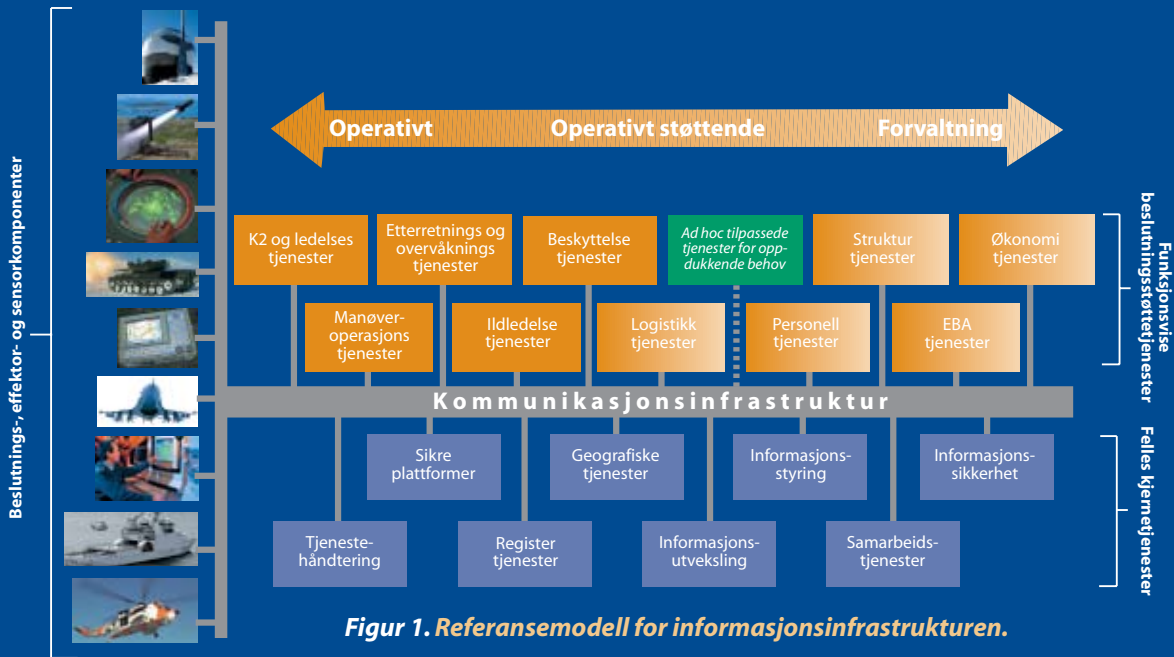 Beslutnings-, effektor- og sensorkomponenter
Operativt
Operativt støttende
Forvaltning
K2 og ledelses
tjenester
Etterretnings og
overvåknings
tjenester
Beskyttelse
tjenester
Ad hoc tilpassede
tjenester for opp-
dukkende behov
Struktur
tjenester
Økonomi
tjenester
Manøver-
operasjons
tjenester
Ildledelse
tjenester
Logistikk
tjenester
Personell
tjenester
EBA
tjenester
Funksjonsvise
beslutningsstøttetjenester
Kommunikasjonsinfrastruktur
Sikre
plattformer
Geografiske
tjenester
Informasjons-
styring
Informasjons-
sikkerhet
Tjeneste-
håndtering
Register
tjenester
Informasjons-
utveksling
Samarbeids-
tjenester
Felles kjernetjenester
Figur 1. Referansemodell for informasjonsinfrastrukturen.